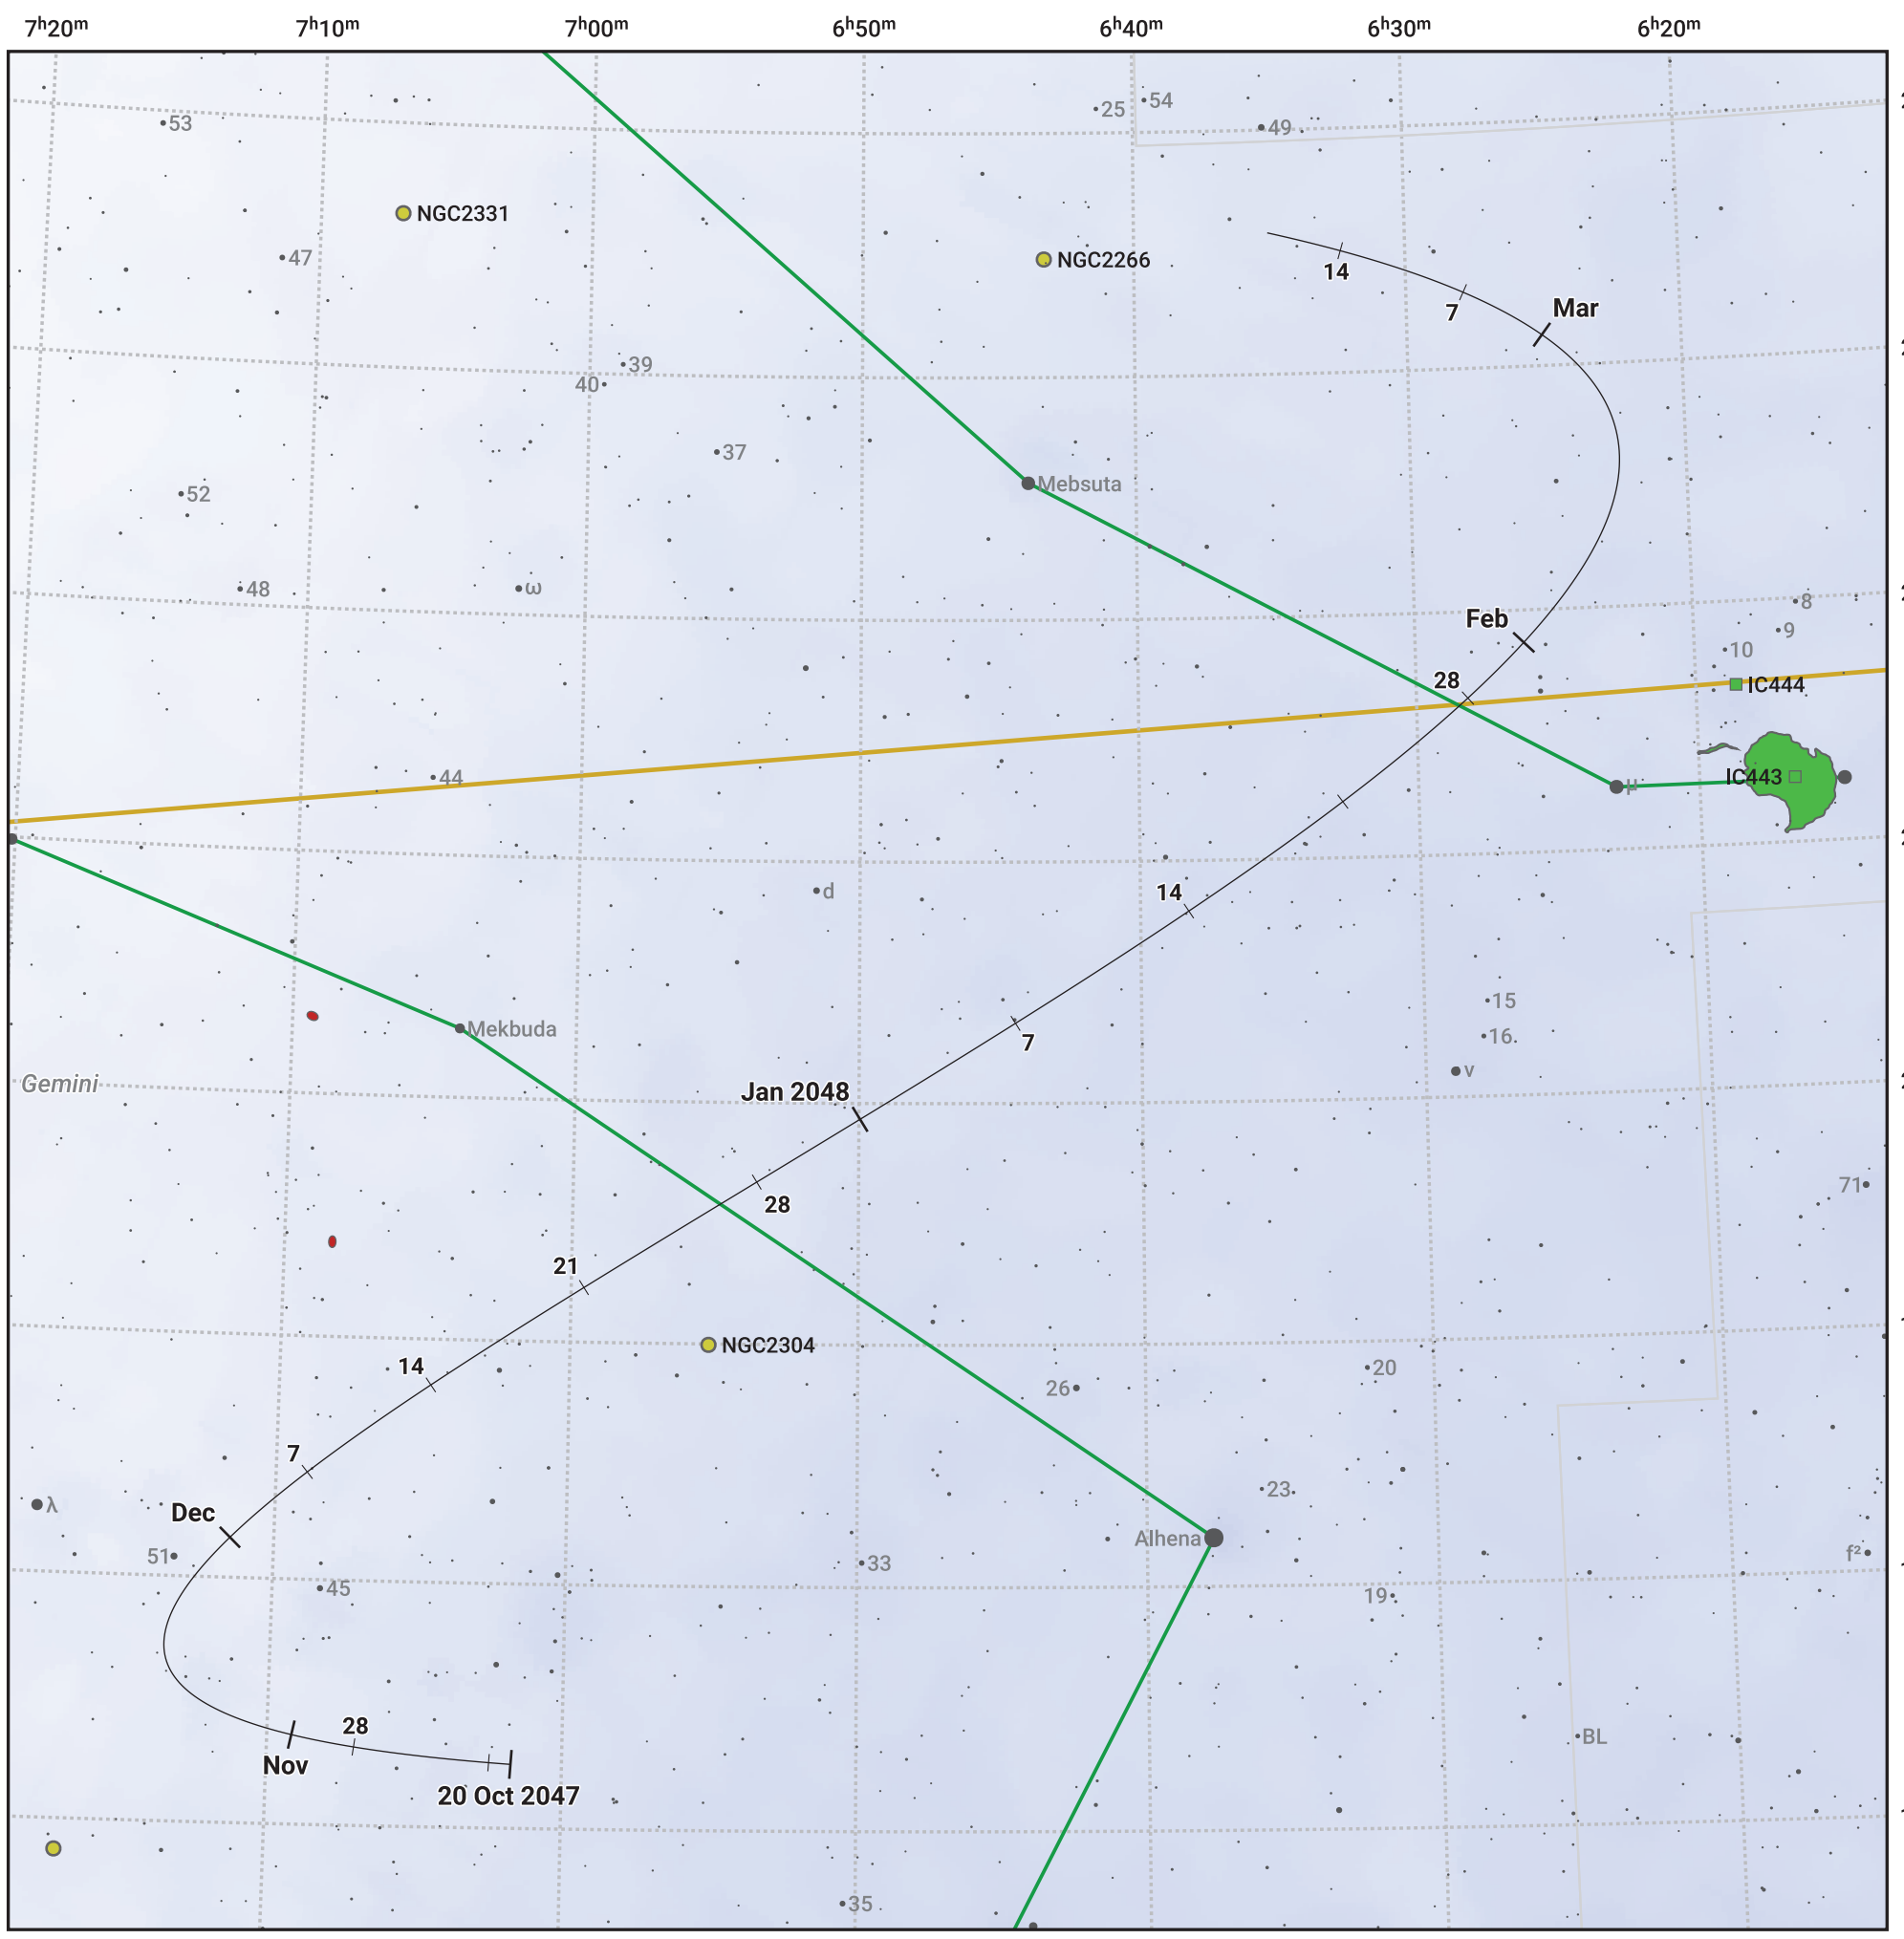 7h20m 7h10m 7h00m 6h50m 6h40m 6h30m 6h20m
25 54
53 49
NGC2331
47 NGC2266
14
7 Mar
39
40
37
52 Mebsuta
48 ω
8
Feb 9
10
28 IC444
44 IC443 μ
d 14
15
Mekbuda 16
7
v
Gemini
Jan 2048
71
28
21
NGC2304
14 20
26
7
23
λ
Dec
Alhena
51 33 f²
45 19
28
BL
Nov
20 Oct 2047
35